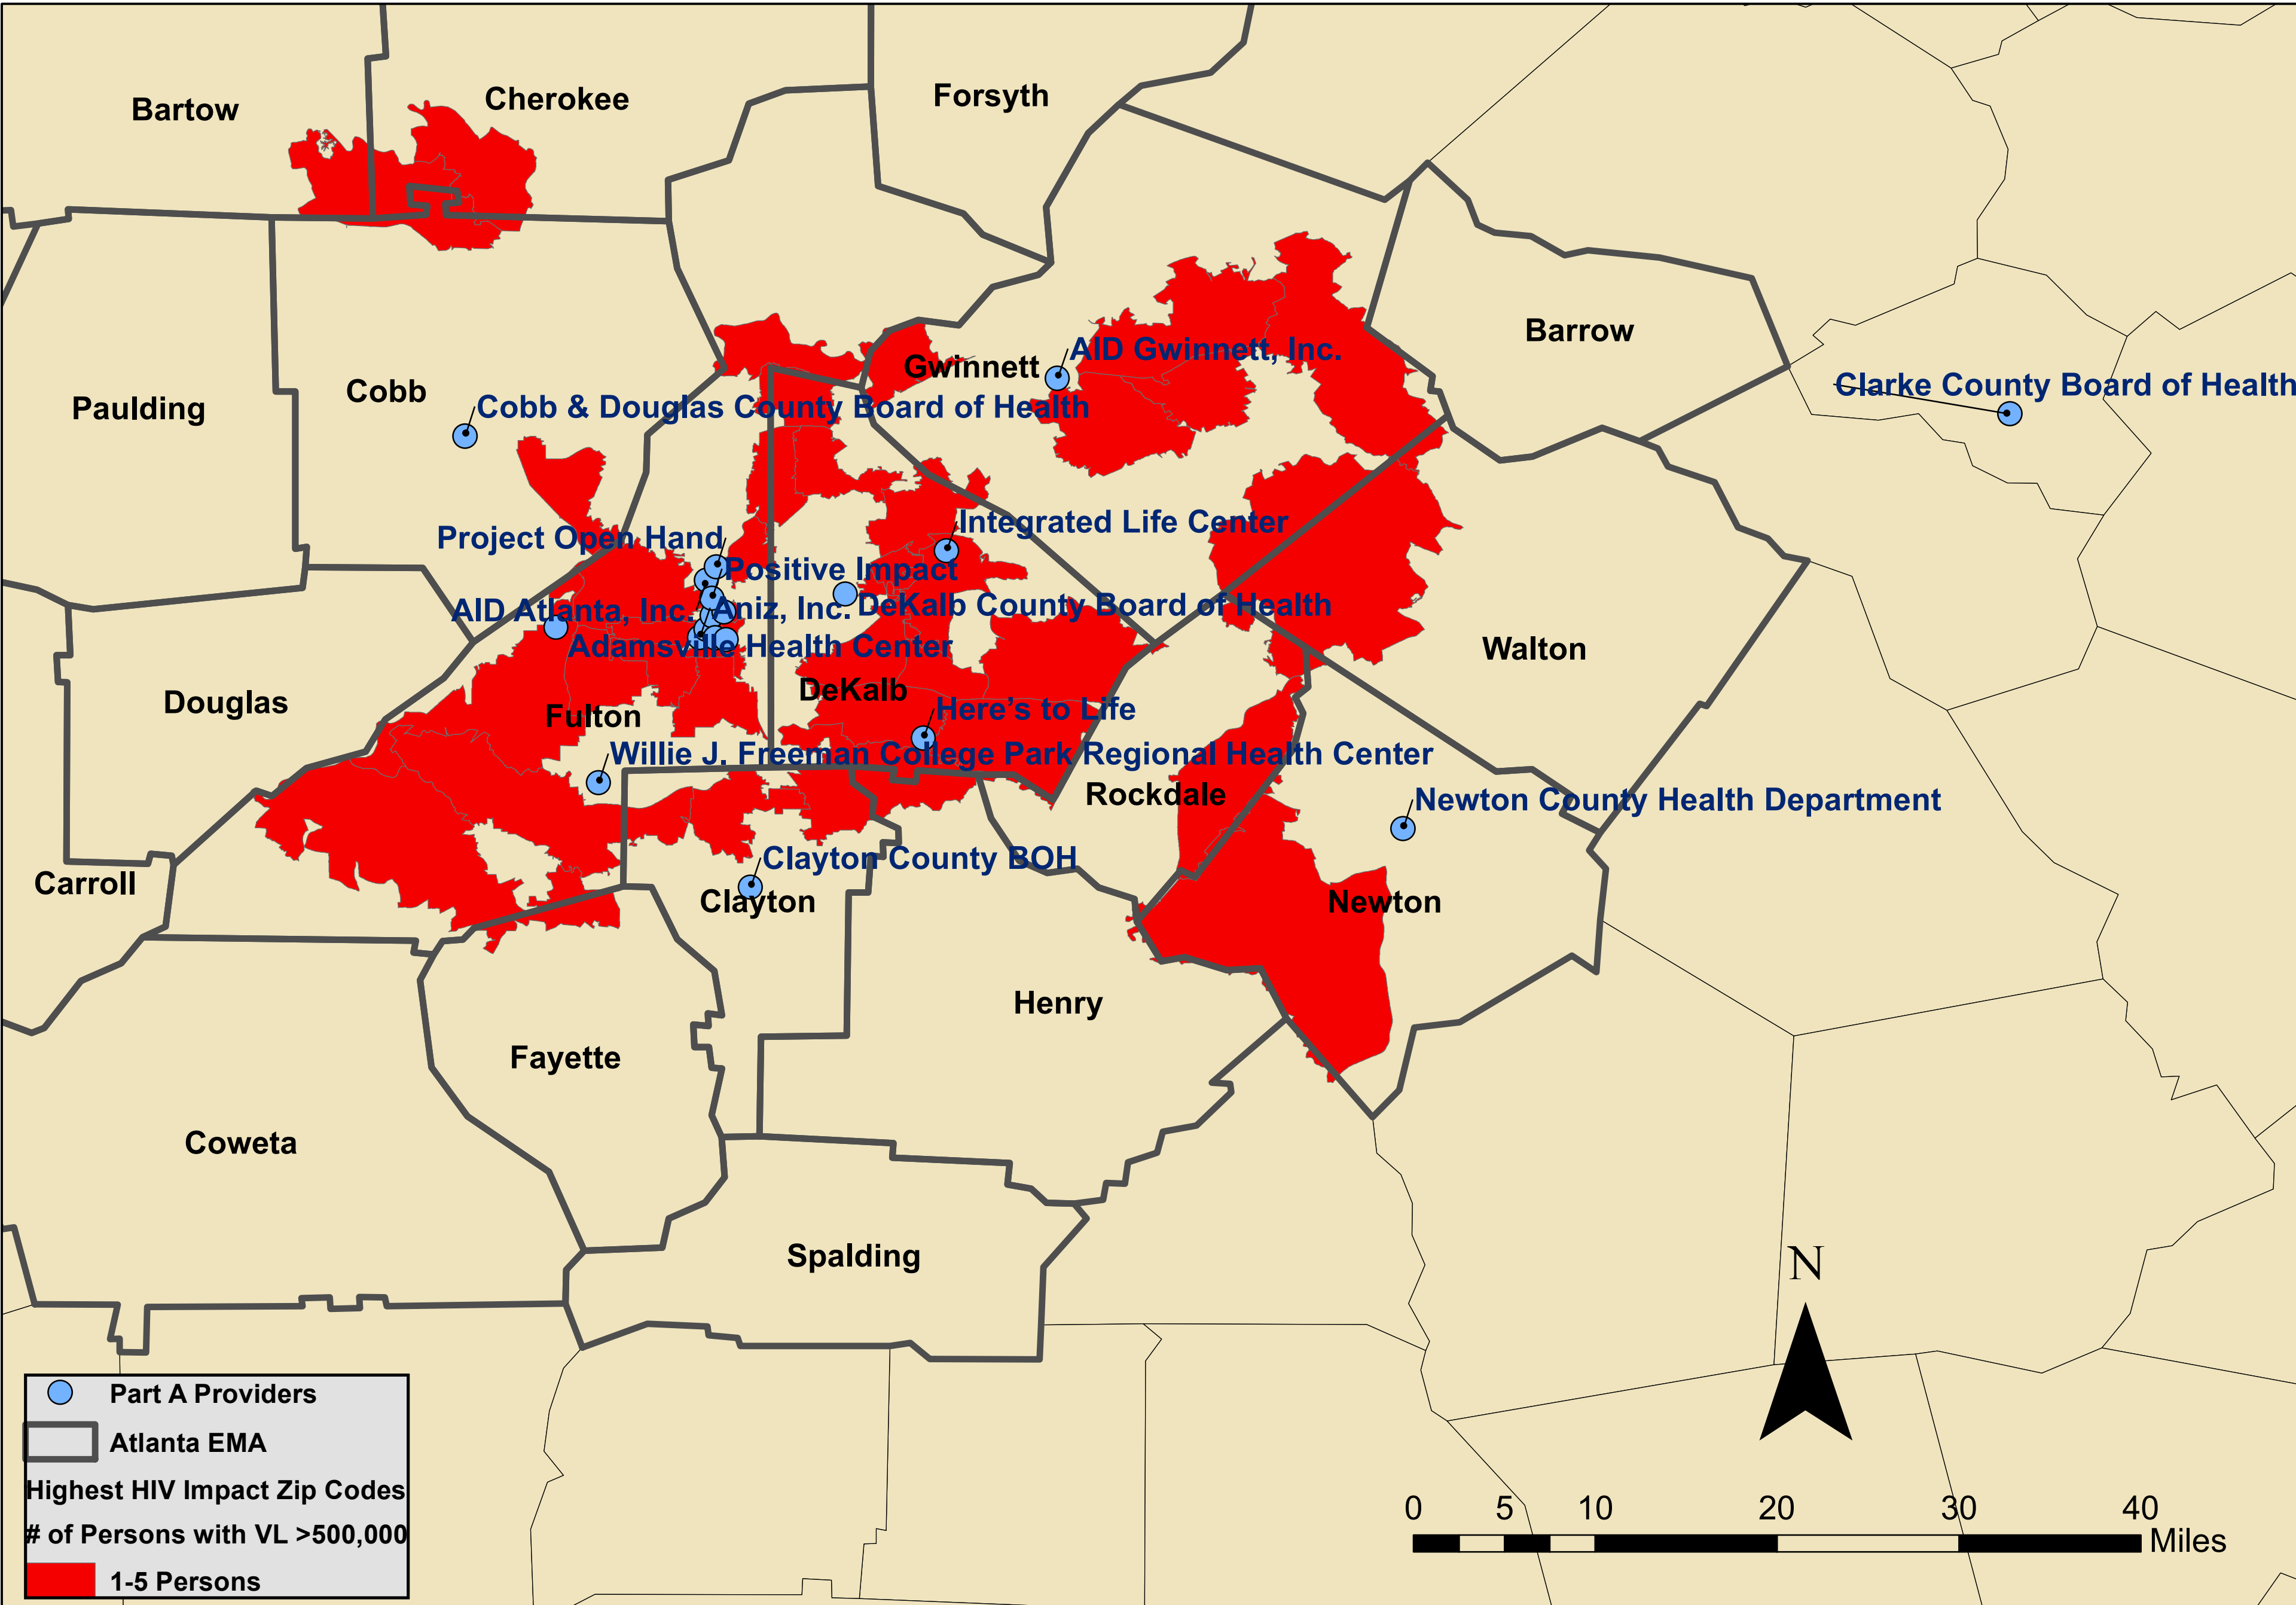 Bartow
Cherokee
Forsyth
Barrow
AID Gwinnett, Inc.
Gwinnett
Clarke County Board of Health
Cobb
Paulding
Cobb & Douglas County Board of Health
Integrated Life Center
Project Open Hand
Positive Impact
AID Atlanta, Inc.
Aniz, Inc.
DeKalb County Board of Health
Adamsville Health Center
Walton
DeKalb
Douglas
Fulton
Here's to Life
Willie J. Freeman College Park Regional Health Center
Rockdale
Newton County Health Department
Clayton County BOH
Carroll
Clayton
Newton
Henry
Fayette
Coweta
Spalding
N
Part A Providers
Atlanta EMA
Highest HIV Impact Zip Codes
# of Persons with VL >500,000
1-5 Persons
0 5 10 20 30 40
Miles